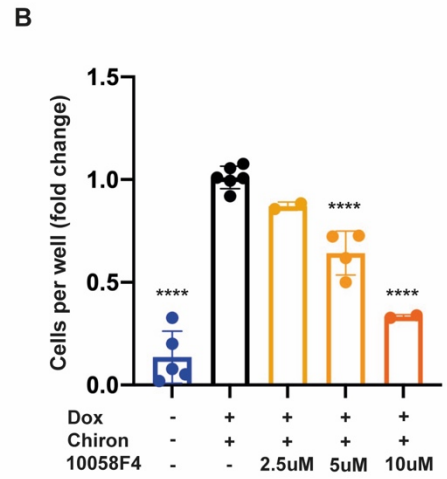 B
Cells per well (fold change)
1.5
1.0
0.5
0.0
****
****
****
Dox - + + + +
Chiron - + + + +
10058F4 - - 2.5uM 5uM 10uM